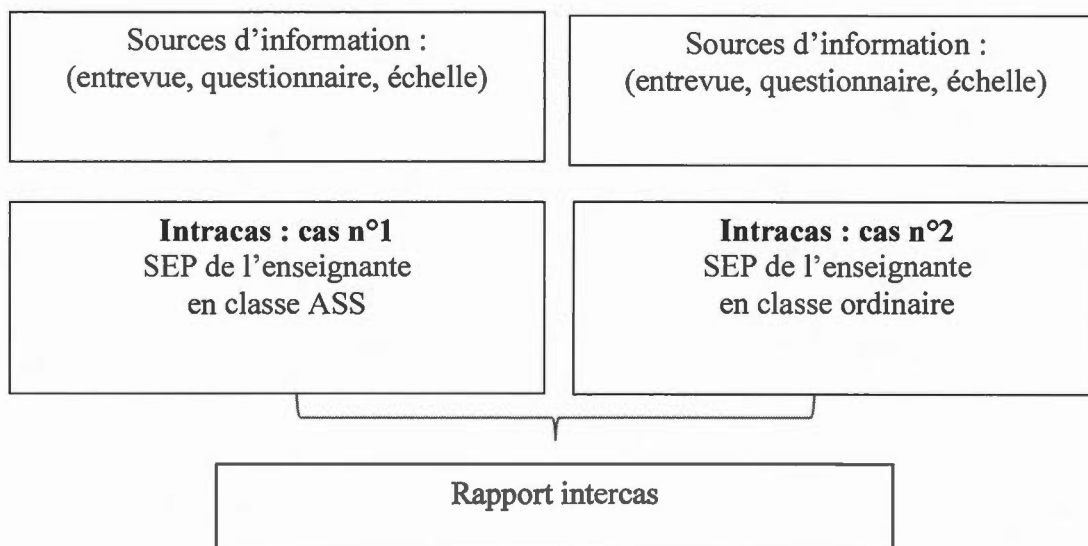 Sources d'information :
(entrevue, questionnaire, échelle)
Sources d'information :
(entrevue, questionnaire, échelle)
Intracas : cas n°1
SEP de l'enseignante
en classe ASS
Intracas : cas n°2
SEP de l'enseignante
en classe ordinaire
Rapport intercas